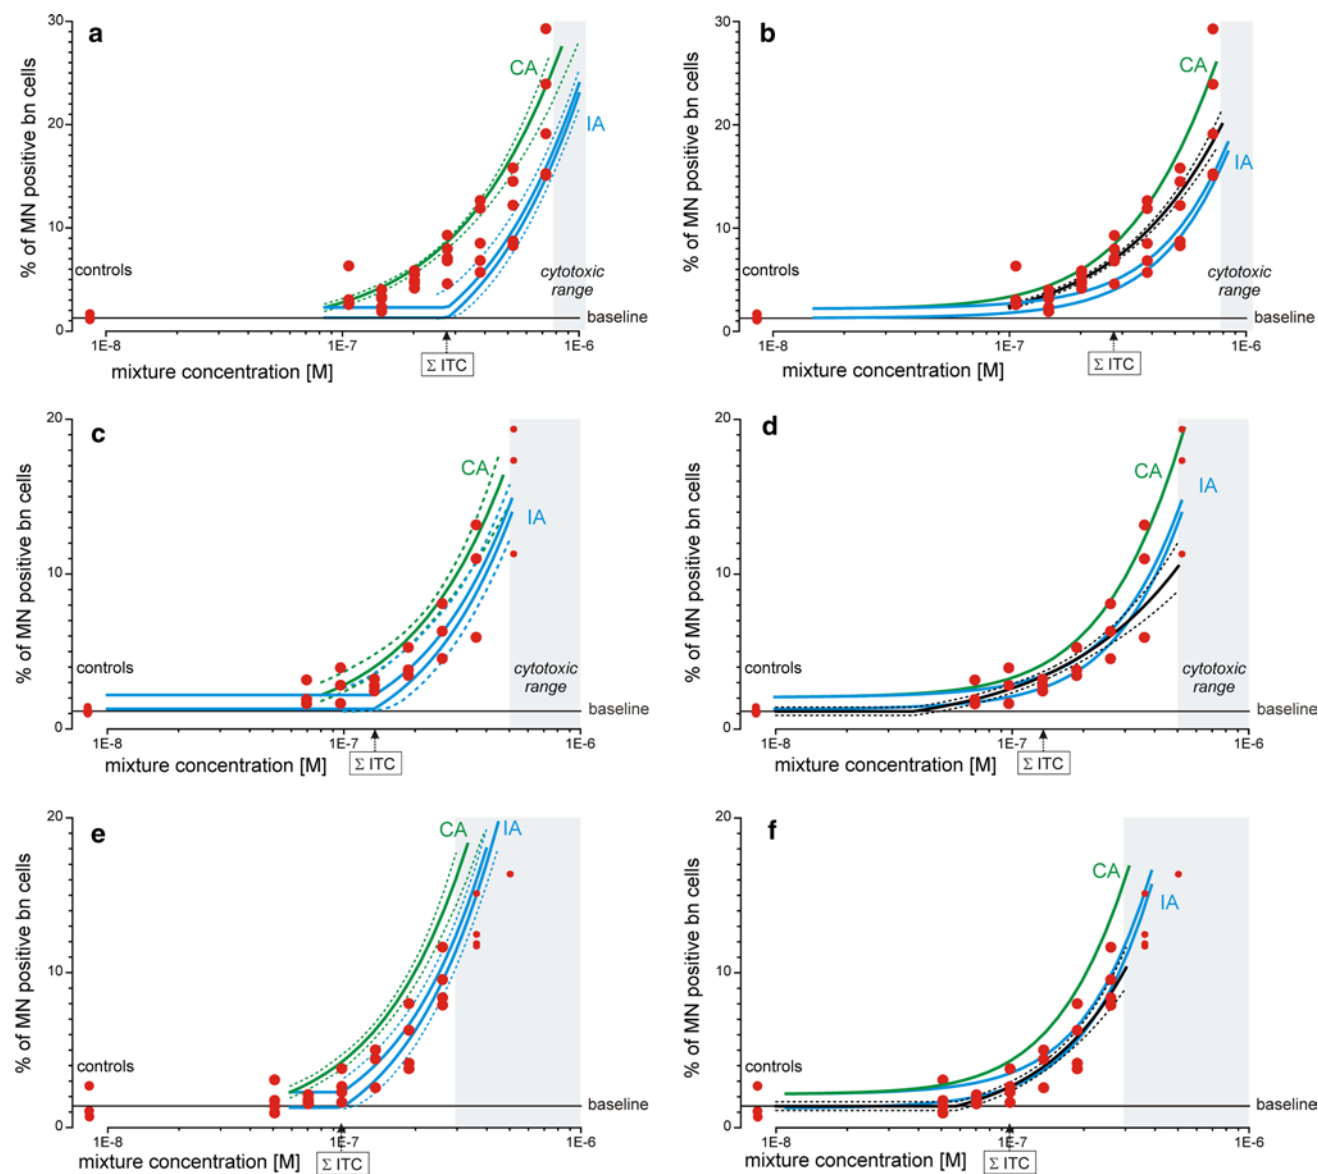 a
% of MN positive bn cells
30
20
10
0
CA
IA
controls
cytotoxic
range
baseline
1E-8
1E-7
1E-6
mixture concentration [M]
Σ ITC
b
% of MN positive bn cells
30
20
10
0
CA
IA
controls
cytotoxic
range
baseline
1E-8
1E-7
1E-6
mixture concentration [M]
Σ ITC
c
% of MN positive bn cells
20
10
0
CA
IA
controls
cytotoxic
range
baseline
1E-8
1E-7
1E-6
mixture concentration [M]
Σ ITC
d
% of MN positive bn cells
20
10
0
CA
IA
controls
cytotoxic
range
baseline
1E-8
1E-7
1E-6
mixture concentration [M]
Σ ITC
e
% of MN positive bn cells
20
10
0
CA
IA
controls
baseline
1E-8
1E-7
1E-6
mixture concentration [M]
Σ ITC
f
% of MN positive bn cells
20
10
0
CA
IA
controls
baseline
1E-8
1E-7
1E-6
mixture concentration [M]
Σ ITC